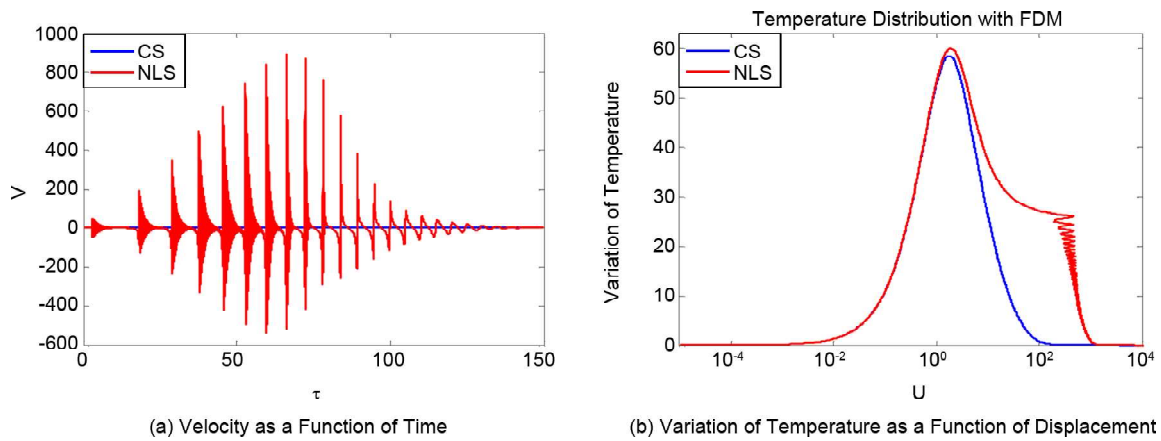 1000
800
600
400
200
0
-200
-400
-600
V
CS
NLS
0
50
100
150
τ
(a) Velocity as a Function of Time
Temperature Distribution with FDM
60
50
40
30
20
10
0
Variation of Temperature
CS
NLS
10-4
10-2
100
102
104
U
(b) Variation of Temperature as a Function of Displacement